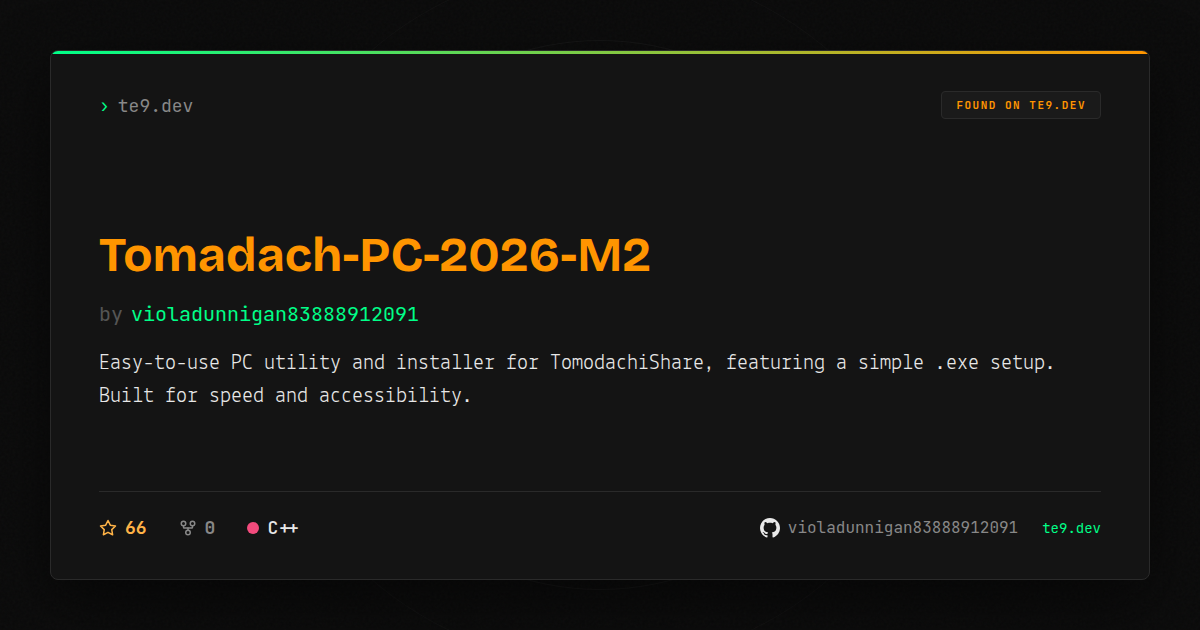 › te9.dev
FOUND ON TE9.DEV
Tomadach-PC-2026-M2
by violadunnigan83888912091
Easy-to-use PC utility and installer for TomodachiShare, featuring a simple .exe setup.
Built for speed and accessibility.
66 0 C++
violadunnigan83888912091 te9.dev